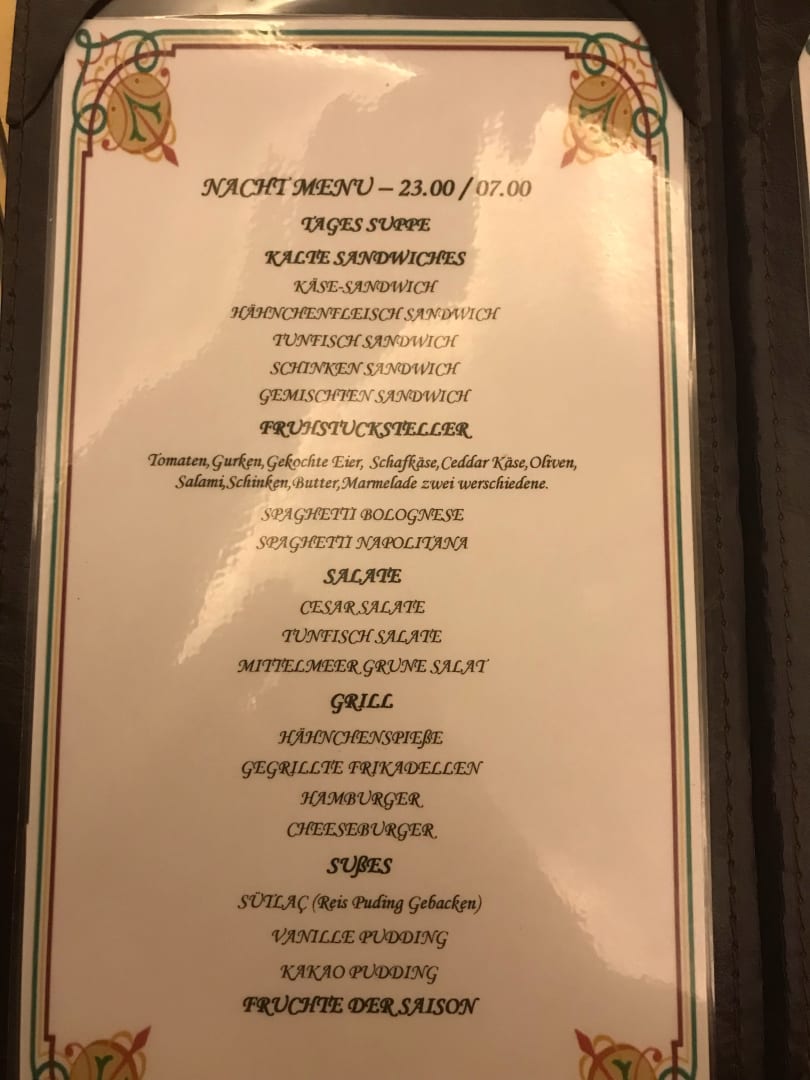 NACHT MENU – 23.00 / 07.00
TAGES SUPPE
KALTE SANDWICHES
KÄSE-SANDWICH
HÄHNCHENFLEISCH SANDWICH
TUNFISCH SANDWICH
SCHINKEN SANDWICH
GEMISCHTEN SANDWICH
FRUHSTUCKSTELLER
Tomaten,Gurken,Gekochte Eier, Schafkäse,Ceddar Käse,Oliven,
Salami,Schinken,Butter,Marmelade zwei werschiedene.
SPAGHETTI BOLOGNESE
SPAGHETTI NAPOLITANA
SALATE
CESAR SALATE
TUNFISCH SALATE
MITTELMEER GRUNE SALAT
GRILL
HÄHNCHENSPIEßE
GEGRILLTE FRIKADELLEN
HAMBURGER
CHEESEBURGER
SUßES
SÜTLAÇ (Reis Puding Gebacken)
VANILLE PUDDING
KAKAO PUDDING
FRUCHTE DER SAISON